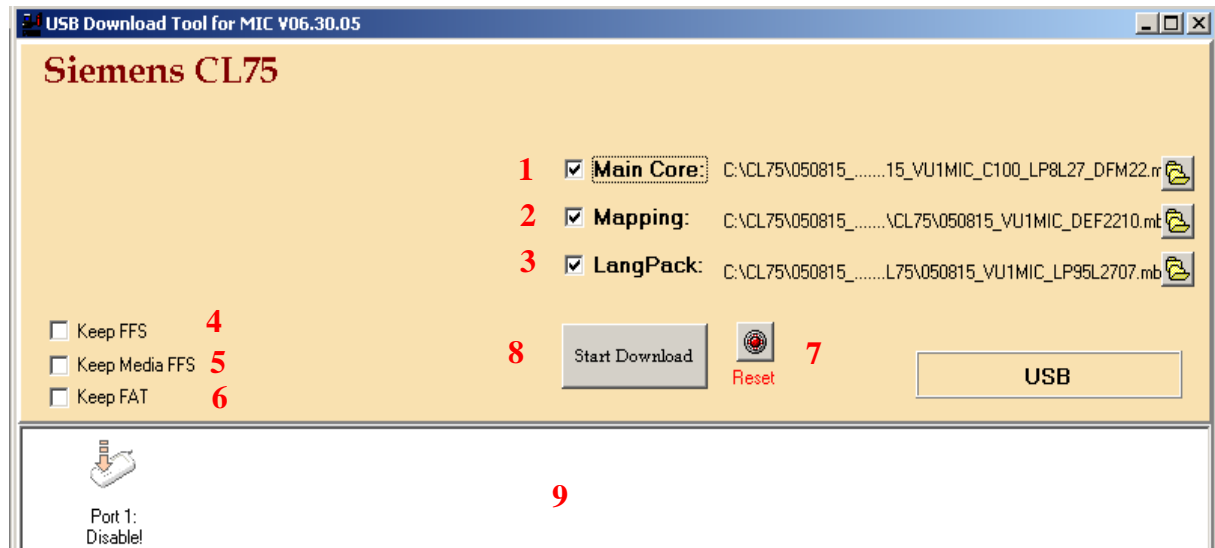 USB Download Tool for MIC V06.30.05
Siemens CL75
1 Main Core: C:\CL75\050815_.......15_VU1MIC_C100_LP8L27_DFM22.m
2 Mapping: C:\CL75\050815_.......\CL75\050815_VU1MIC_DEF2210.mb
3 LangPack: C:\CL75\050815_.......L75\050815_VU1MIC_LP95L2707.mb
Keep FFS 4
Keep Media FFS 5
Keep FAT 6
8 Start Download
Reset
7
USB
Port 1:
Disable!
9